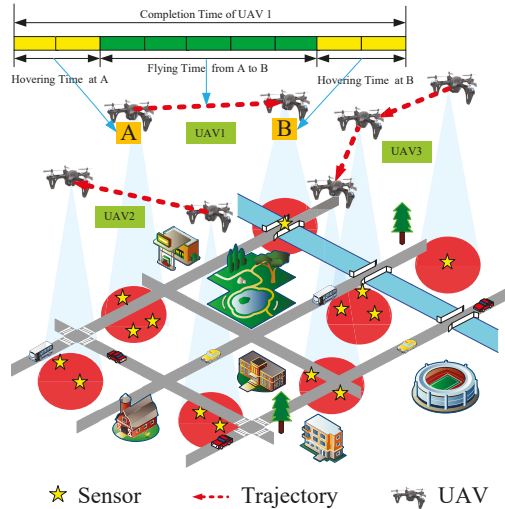 Completion Time of UAV 1
Hovering Time at A
Flying Time from A to B
Hovering Time at B
A
UAV1
B
UAV3
UAV2
Sensor
Trajectory
UAV